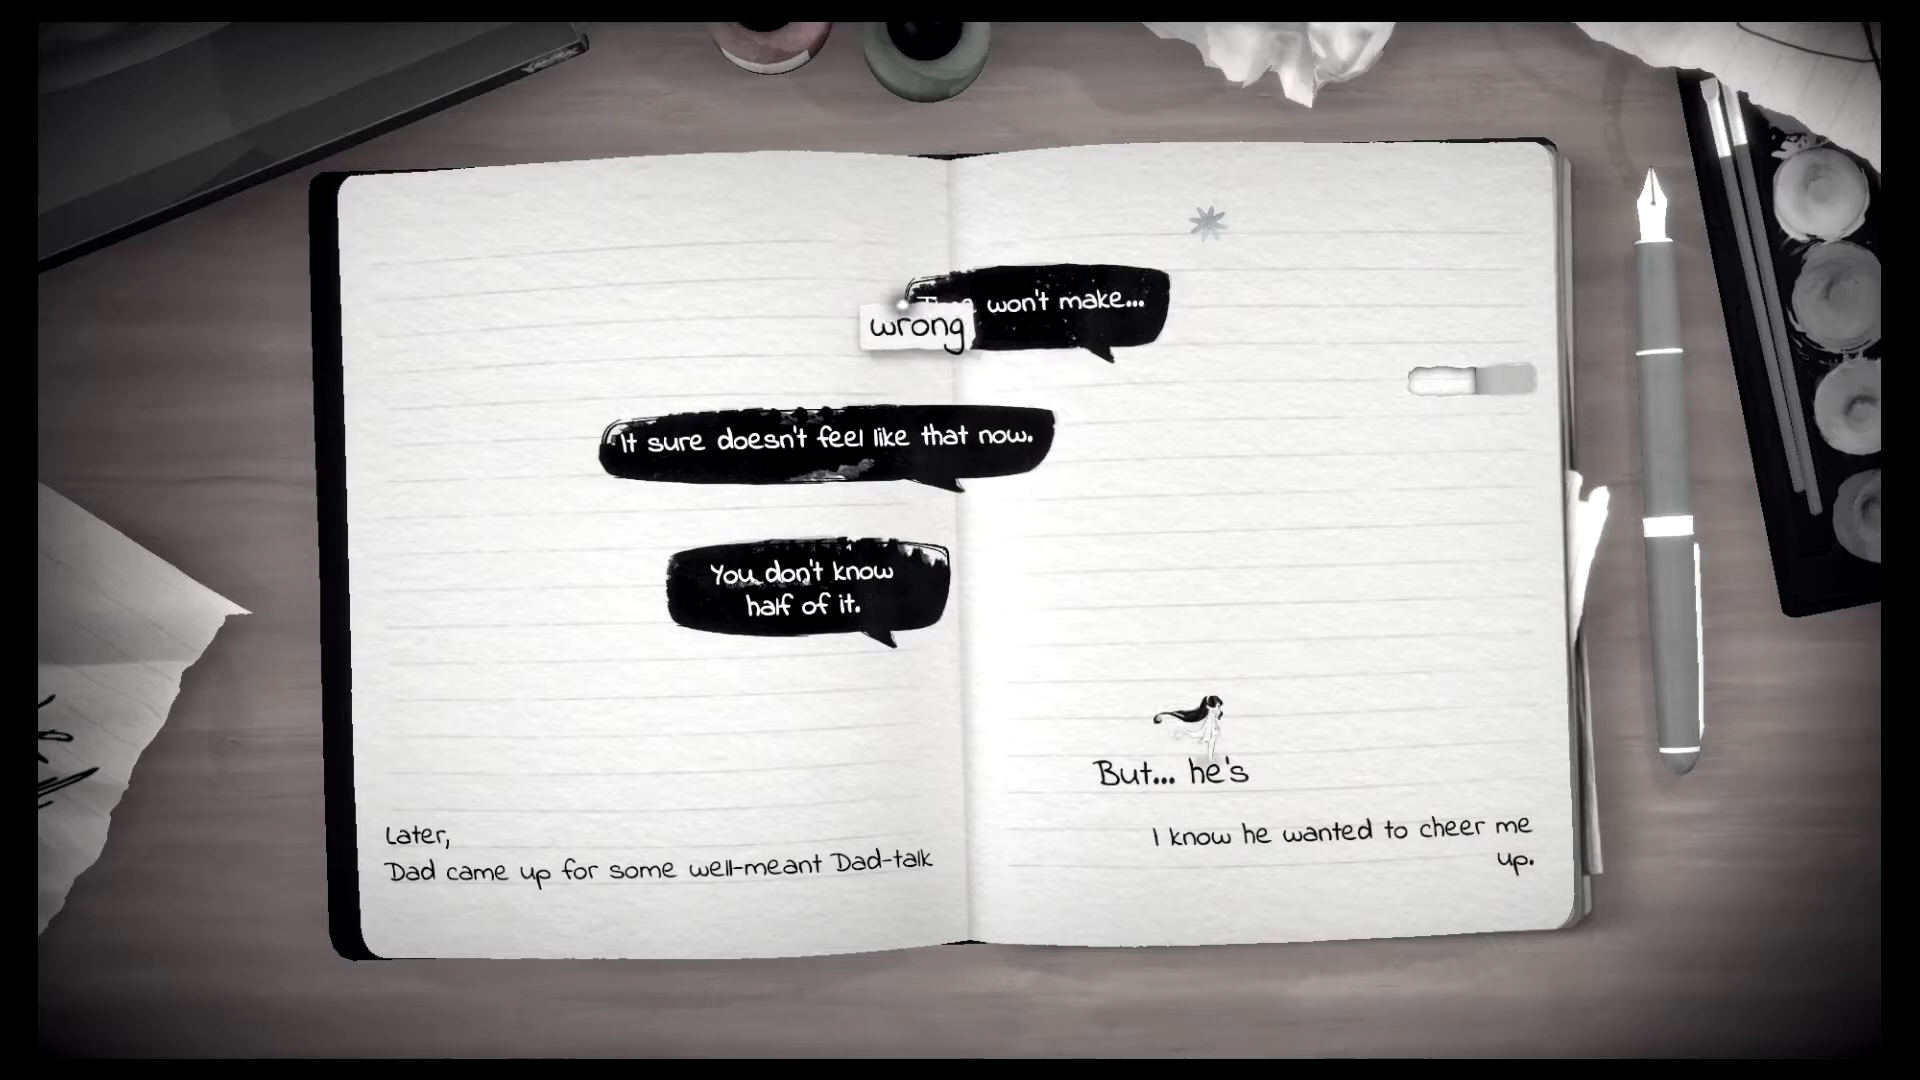 won't make...
wrong
It sure doesn't feel like that now.
You don't know
half of it.
But... he's
Later,
Dad came up for some well-meant Dad-talk
I know he wanted to cheer me
up.